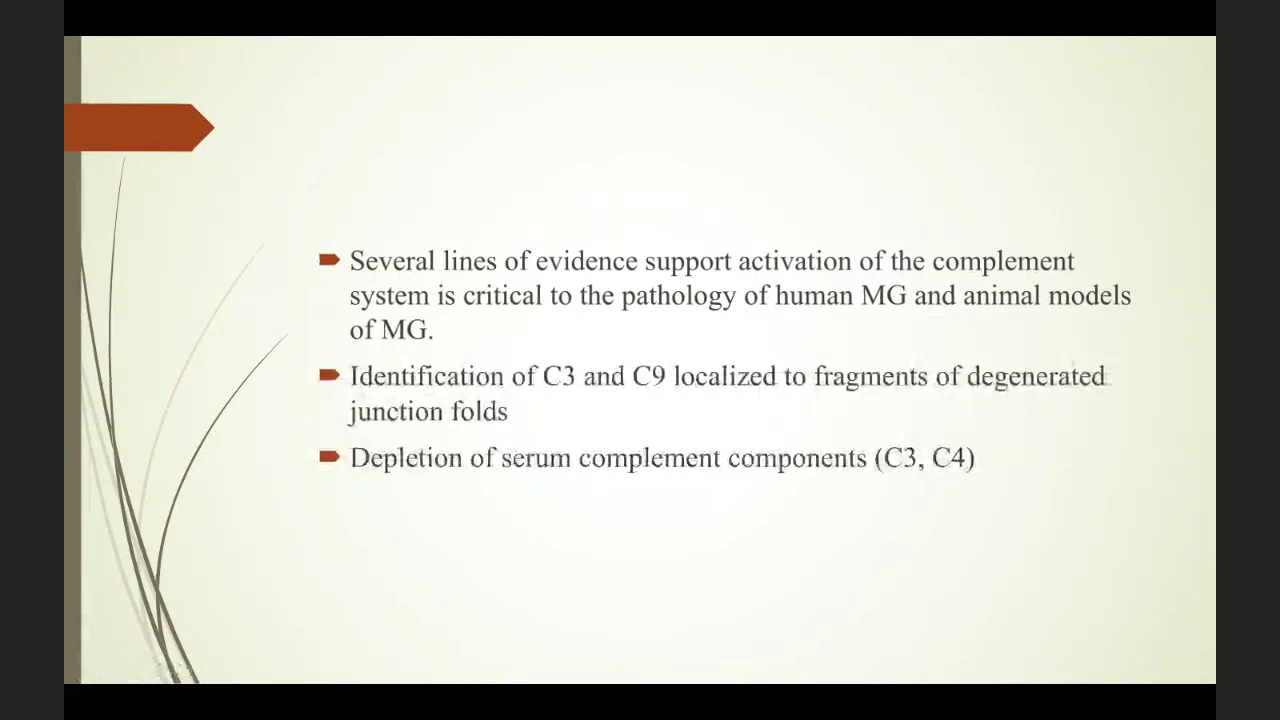 Several lines of evidence support activation of the complement
system is critical to the pathology of human MG and animal models
of MG.
Identification of C3 and C9 localized to fragments of degenerated
junction folds
Depletion of serum complement components (C3, C4)